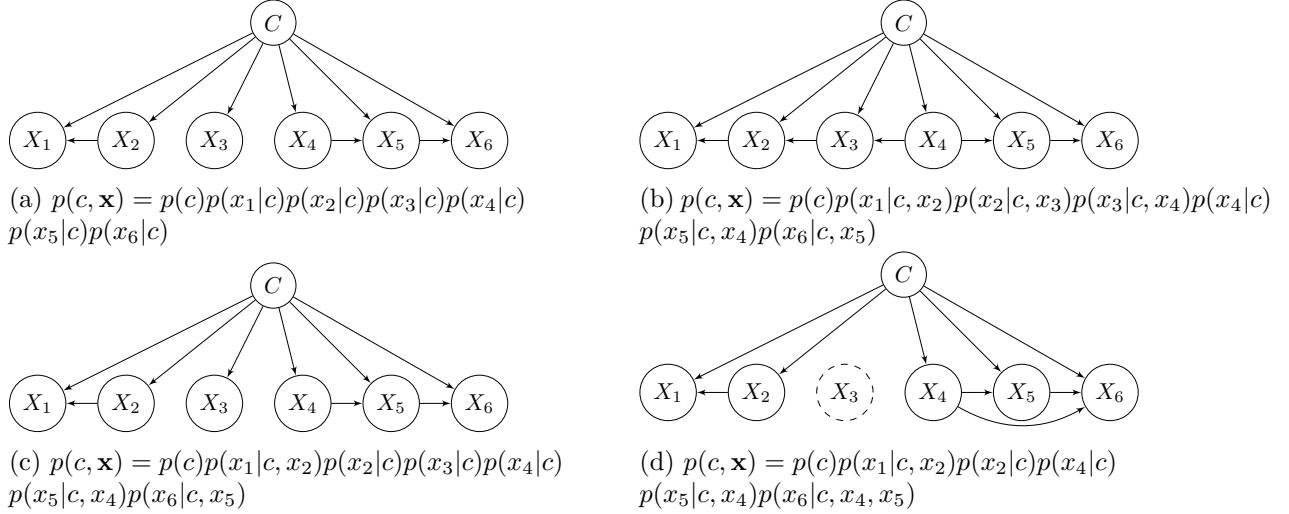 C
X₁ X₂ X₃ X₄ X₅ X₆
(a) p(c, x) = p(c)p(x₁|c)p(x₂|c)p(x₃|c)p(x₄|c)
p(x₅|c)p(x₆|c)
C
X₁ X₂ X₃ X₄ X₅ X₆
(b) p(c, x) = p(c)p(x₁|c, x₂)p(x₂|c, x₃)p(x₃|c, x₄)p(x₄|c)
p(x₅|c, x₄)p(x₆|c, x₅)
C
X₁ X₂ X₃ X₄ X₅ X₆
(c) p(c, x) = p(c)p(x₁|c, x₂)p(x₂|c)p(x₃|c)p(x₄|c)
p(x₅|c, x₄)p(x₆|c, x₅)
C
X₁ X₂ X₃ X₄ X₅ X₆
(d) p(c, x) = p(c)p(x₁|c, x₂)p(x₂|c)p(x₄|c)
p(x₅|c, x₄)p(x₆|c, x₄, x₅)